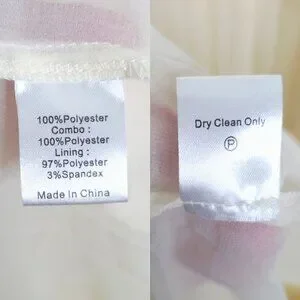 100%Polyester
Combo :
100%Polyester
Lining :
97%Polyester
3%Spandex
Made In China
Dry Clean Only
P